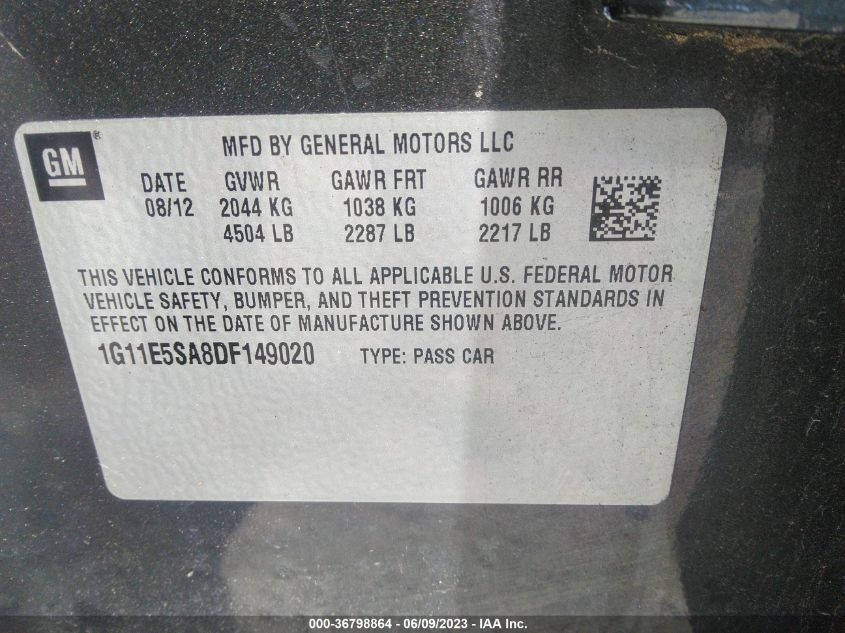 GM®
MFD BY GENERAL MOTORS LLC
DATE GVWR GAWR FRT GAWR RR
08/12 2044 KG 1038 KG 1006 KG
4504 LB 2287 LB 2217 LB
THIS VEHICLE CONFORMS TO ALL APPLICABLE U.S. FEDERAL MOTOR
VEHICLE SAFETY, BUMPER, AND THEFT PREVENTION STANDARDS IN
EFFECT ON THE DATE OF MANUFACTURE SHOWN ABOVE.
1G11E5SA8DF149020 TYPE: PASS CAR
000-36798864 - 06/09/2023 - IAA Inc.